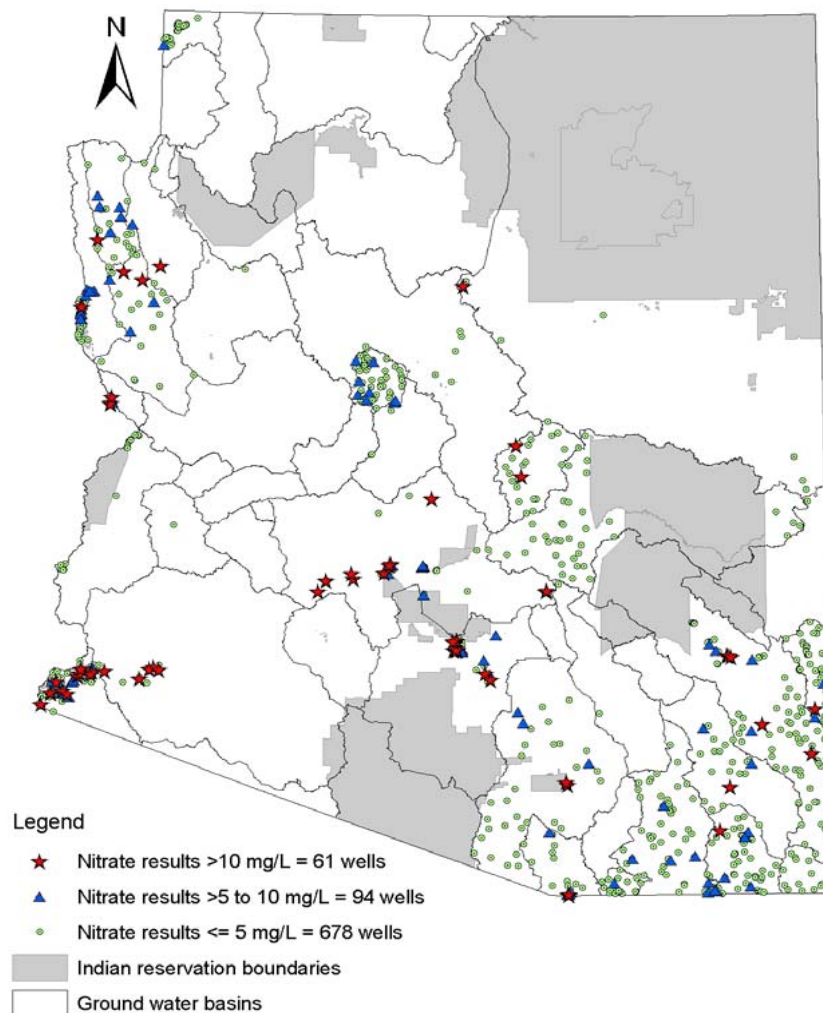 N
Legend
Nitrate results >10 mg/L = 61 wells
Nitrate results >5 to 10 mg/L = 94 wells
Nitrate results <= 5 mg/L = 678 wells
Indian reservation boundaries
Ground water basins